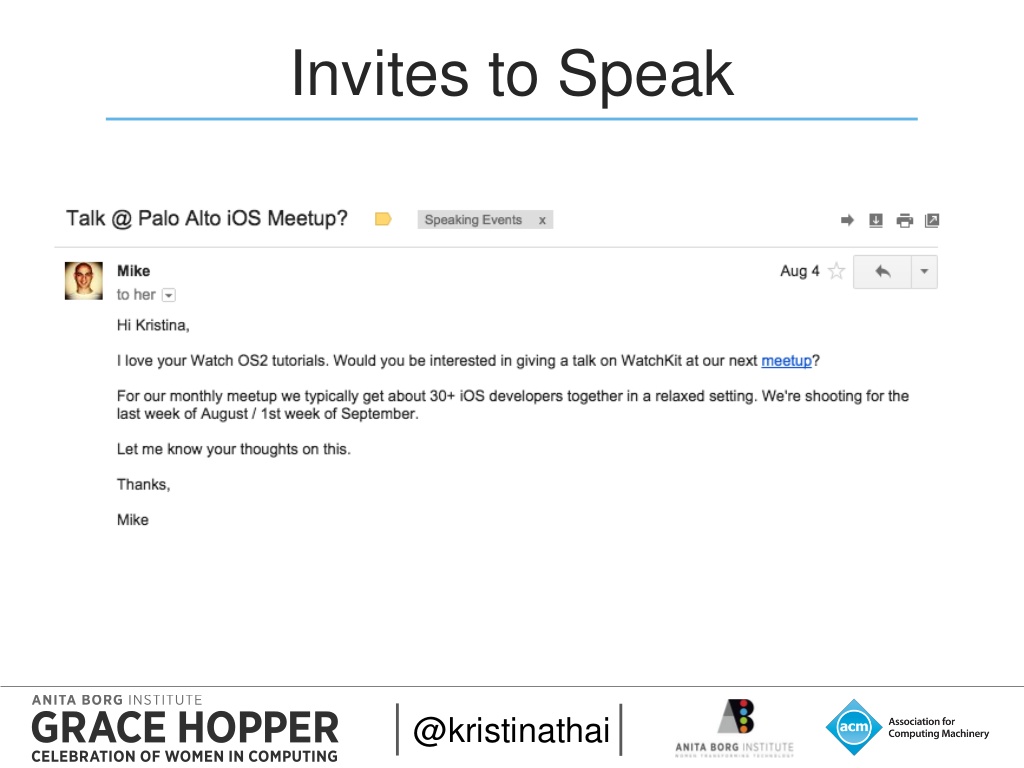 Invites to Speak
Talk @ Palo Alto iOS Meetup?
Speaking Events x
Mike
Aug 4
to her
Hi Kristina,
I love your Watch OS2 tutorials. Would you be interested in giving a talk on WatchKit at our next meetup?
For our monthly meetup we typically get about 30+ iOS developers together in a relaxed setting. We're shooting for the
last week of August / 1st week of September.
Let me know your thoughts on this.
Thanks,
Mike
ANITA BORG INSTITUTE
GRACE HOPPER
CELEBRATION OF WOMEN IN COMPUTING
@kristinathai
AB
ANITA BORG INSTITUTE
WOMEN TRANSFORMING TECHNOLOGY
acm
Association for
Computing Machinery